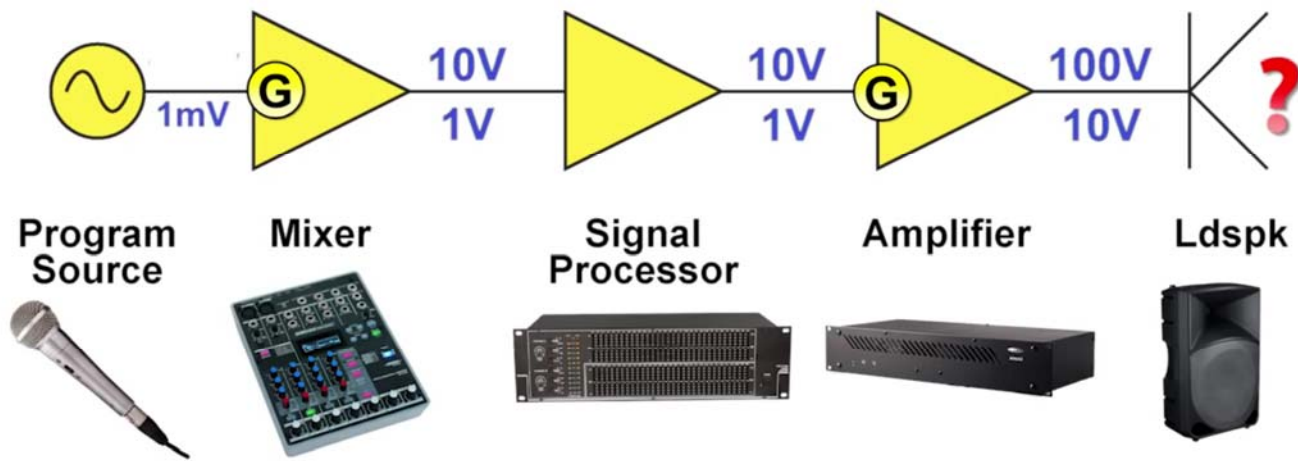 1mV
G
10V
1V
10V
1V
G
100V
10V
?
Program
Source
Mixer
Signal
Processor
Amplifier
Ldspk